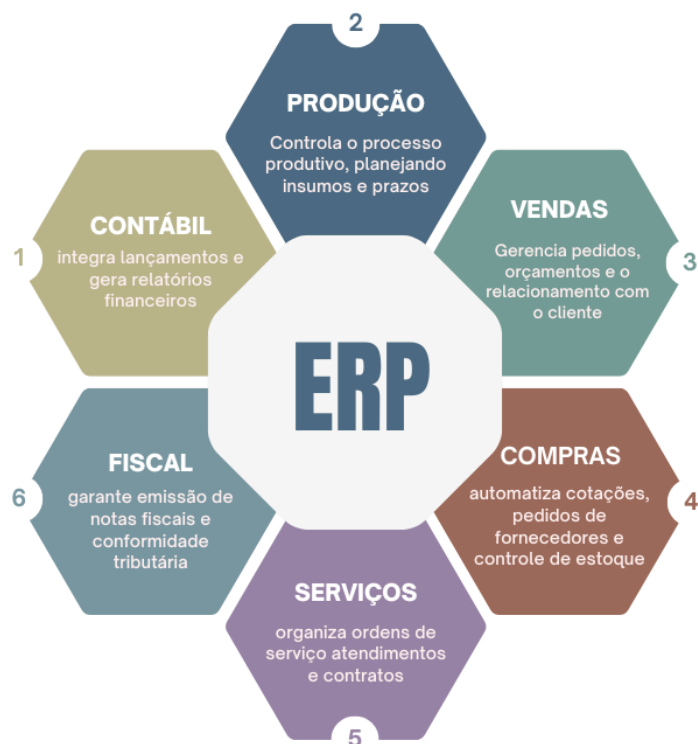 1
CONTÁBIL
integra lançamentos e
gera relatórios
financeiros
2
PRODUÇÃO
Controla o processo
produtivo, planejando
insumos e prazos
3
VENDAS
Gerencia pedidos,
orçamentos e o
relacionamento com
o cliente
ERP
4
COMPRAS
automatiza cotações,
pedidos de
fornecedores e
controle de estoque
5
SERVIÇOS
organiza ordens de
serviço atendimentos
e contratos
6
FISCAL
garante emissão de
notas fiscais e
conformidade
tributária